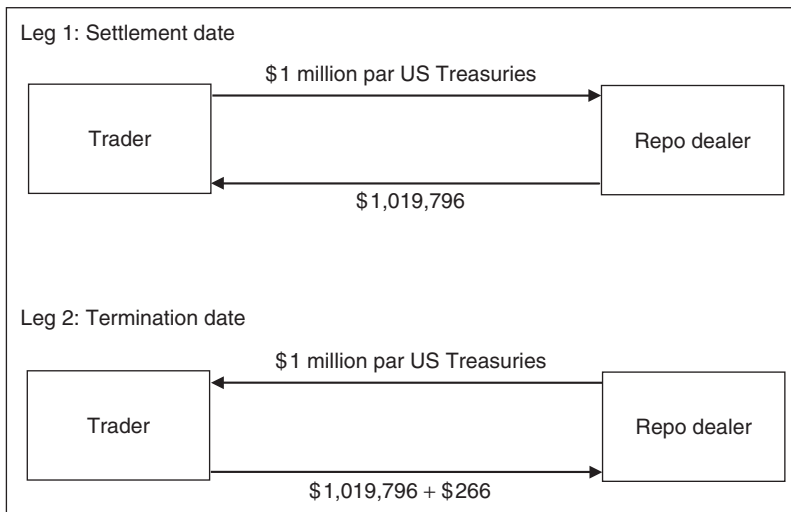 Leg 1: Settlement date
$1 million par US Treasuries
Trader
Repo dealer
$1,019,796
Leg 2: Termination date
$1 million par US Treasuries
Trader
Repo dealer
$1,019,796 + $266